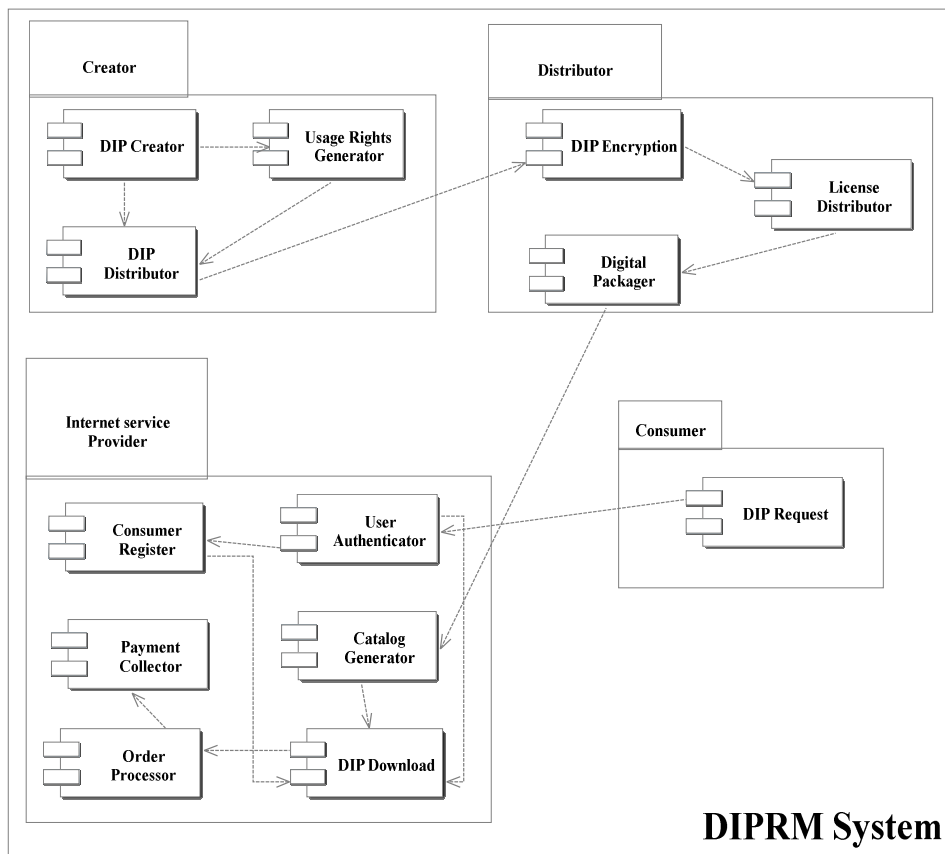 Creator
DIP Creator
Usage Rights
Generator
DIP
Distributor
Distributor
DIP Encryption
License
Distributor
Digital
Packager
Internet service
Provider
Consumer
Register
User
Authenticator
Payment
Collector
Catalog
Generator
Order
Processor
DIP Download
Consumer
DIP Request
DIPRM System